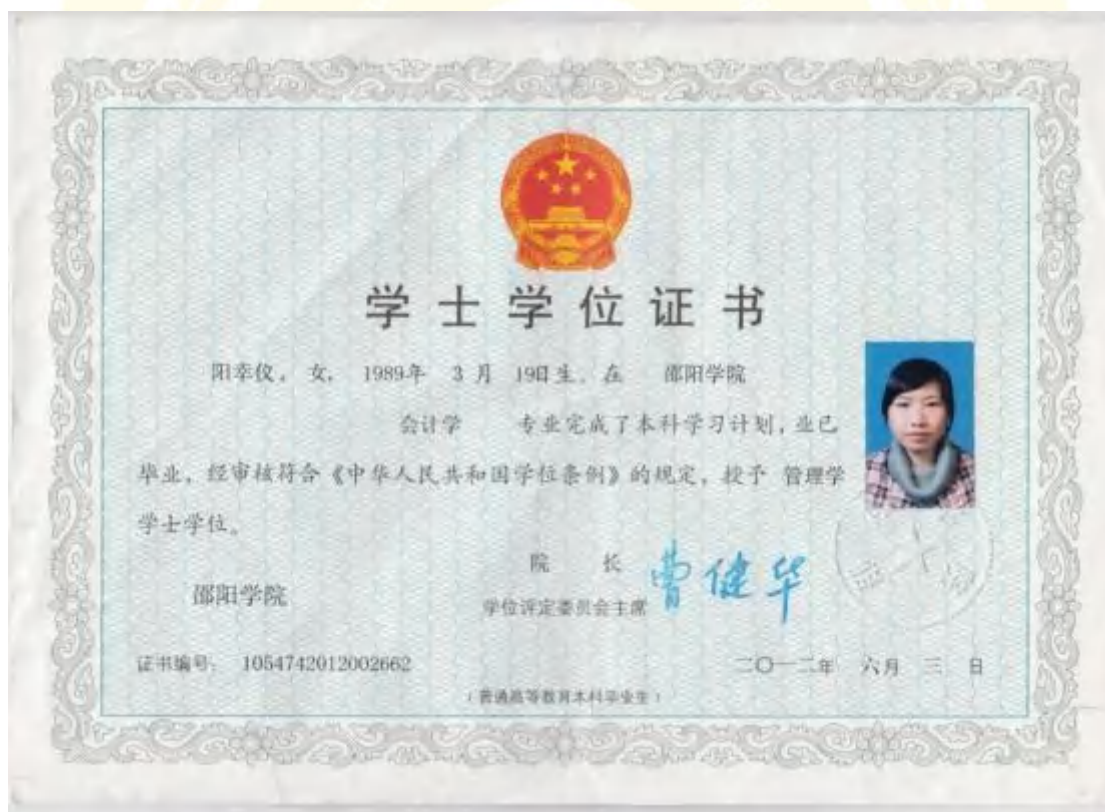 学士学位证书
阳幸仪，女，1989年 3月 19日生。在 邵阳学院
会计学 专业完成了本科学习计划，业已
毕业，经审核符合《中华人民共和国学位条例》的规定，授予 管理学
学士学位。
院 长 曹健华
邵阳学院
学位评定委员会主席
证书编号：1054742012002662
二〇一二年 六月 三 日
（普通高等教育本科毕业生）